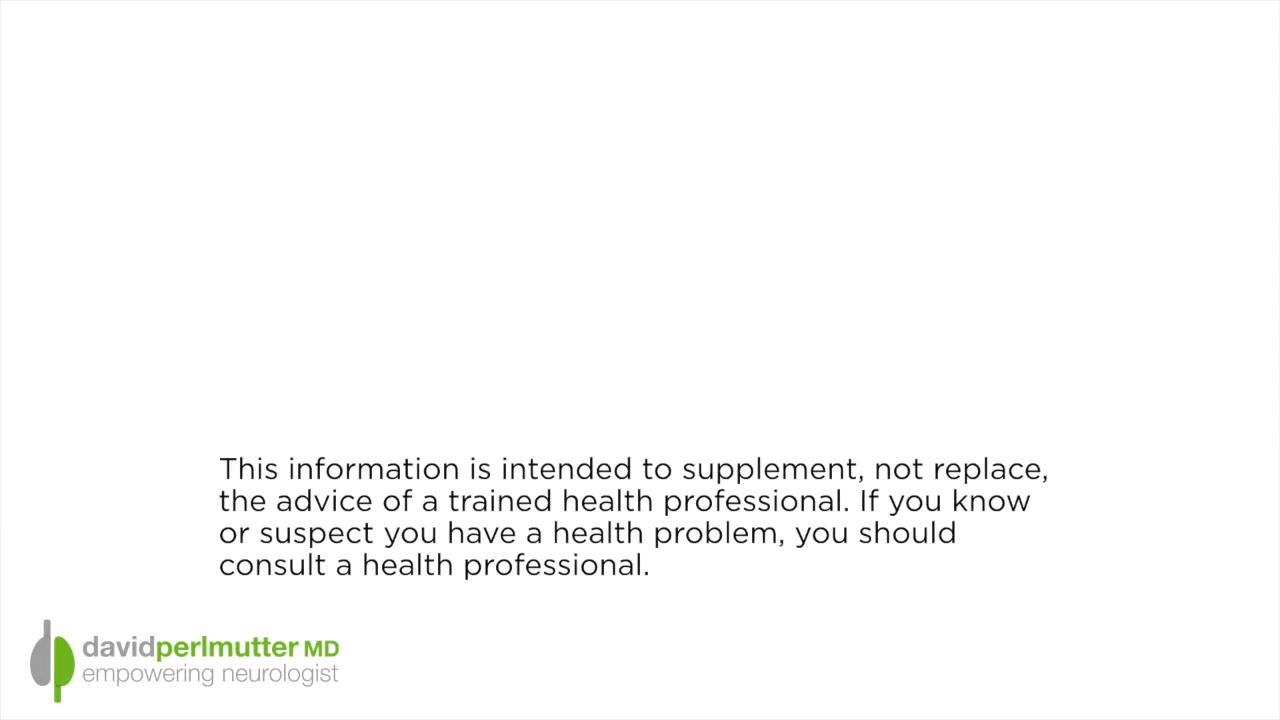 This information is intended to supplement, not replace,
the advice of a trained health professional. If you know
or suspect you have a health problem, you should
consult a health professional.
davidperlmutter MD
empowering neurologist